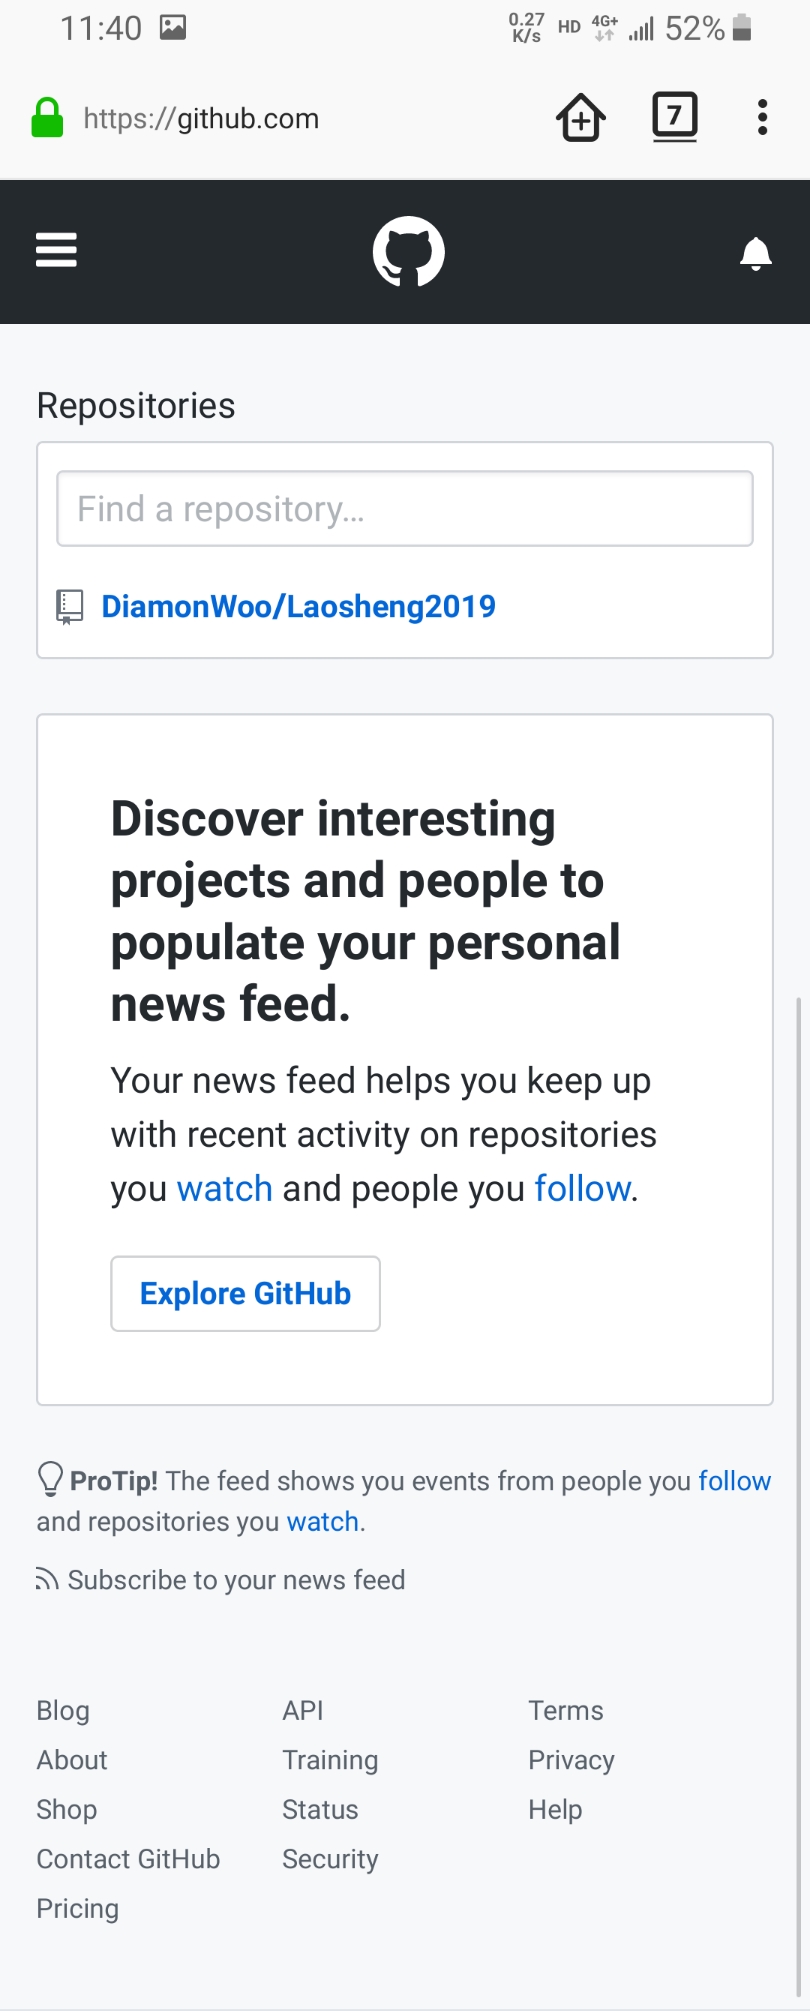 11:40 0.27 K/s HD 4G+ 52%
https://github.com 7
Repositories
Find a repository...
DiamonWoo/Laosheng2019
Discover interesting
projects and people to
populate your personal
news feed.
Your news feed helps you keep up
with recent activity on repositories
you watch and people you follow.
Explore GitHub
ProTip! The feed shows you events from people you follow
and repositories you watch.
Subscribe to your news feed
Blog API Terms
About Training Privacy
Shop Status Help
Contact GitHub Security
Pricing